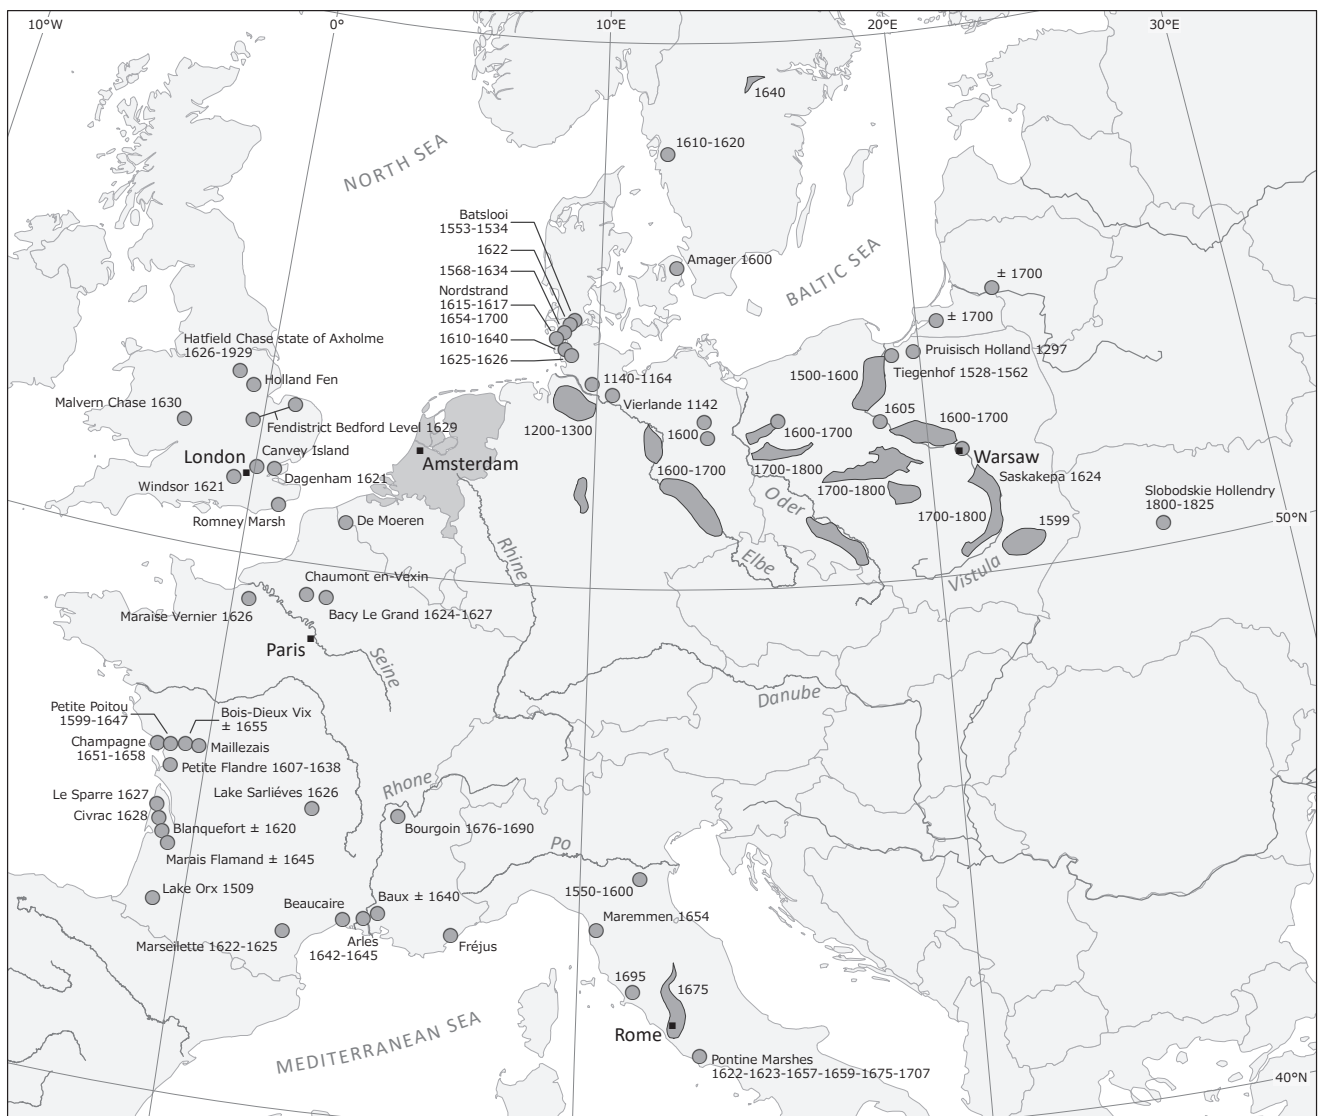 10°W
0°
10°E
20°E
30°E
1640
NORTH SEA
1610-1620
Batslooi
1553-1534
1622
1568-1634
Nordstrand
1615-1617
1654-1700
1610-1640
1625-1626
Amager 1600
BALTIC SEA
± 1700
± 1700
Hatfield Chase state of Axholme
1626-1929
Holland Fen
Malvern Chase 1630
Fendistrict Bedford Level 1629
London
Canvey Island
Dagenham 1621
Windsor 1621
Romney Marsh
De Moeren
Amsterdam
1140-1164
Vierlande 1142
1200-1300
1600
1600-1700
1500-1600
Pruisisch Holland 1297
Tiegenhof 1528-1562
1605
1600-1700
1600-1700
1700-1800
1700-1800
Warsaw
Saskakepa 1624
1700-1800
1599
Slobodskie Hollendry
1800-1825
50°N
Oder
Elbe
Vistula
Rhine
Chaumont en-Vexin
Maraise Vernier 1626
Bacy Le Grand 1624-1627
Paris
Seine
Danube
Petite Poitou
1599-1647
Bois-Dieux Vix
± 1655
Champagne
1651-1658
Maillezais
Petite Flandre 1607-1638
Le Sparre 1627
Lake Sarliéves 1626
Rhone
Civrac 1628
Blanquefort ± 1620
Bourgoin 1676-1690
Marais Flamand ± 1645
Po
Lake Orx 1509
Beaucaire
Baux ± 1640
1550-1600
Maremmen 1654
Marseilette 1622-1625
Arles
1642-1645
Fréjus
1695
1675
Rome
MEDITERRANEAN SEA
Pontine Marshes
1622-1623-1657-1659-1675-1707
40°N